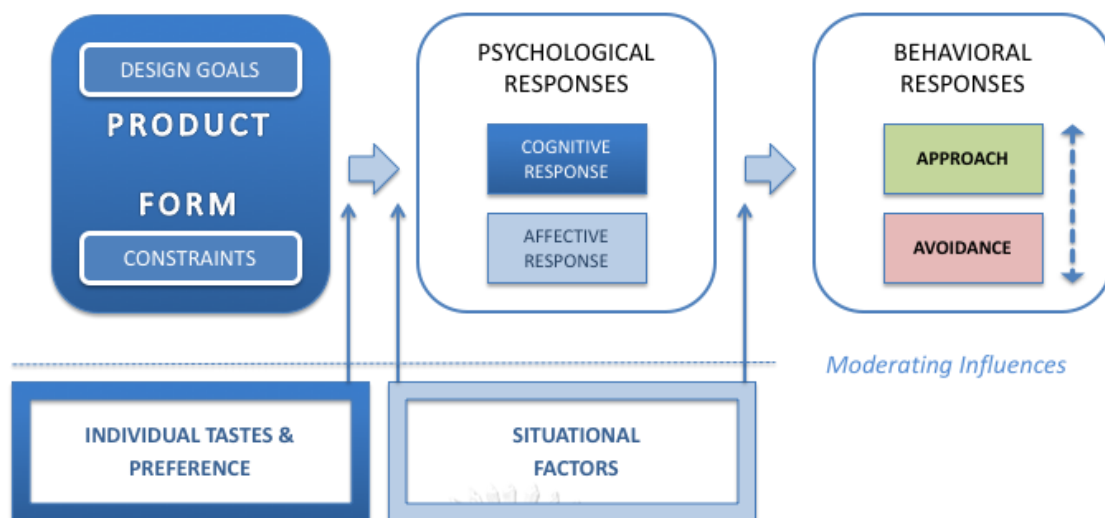 DESIGN GOALS
PRODUCT
FORM
CONSTRAINTS
PSYCHOLOGICAL
RESPONSES
COGNITIVE
RESPONSE
AFFECTIVE
RESPONSE
BEHAVIORAL
RESPONSES
APPROACH
AVOIDANCE
Moderating Influences
INDIVIDUAL TASTES &
PREFERENCE
SITUATIONAL
FACTORS